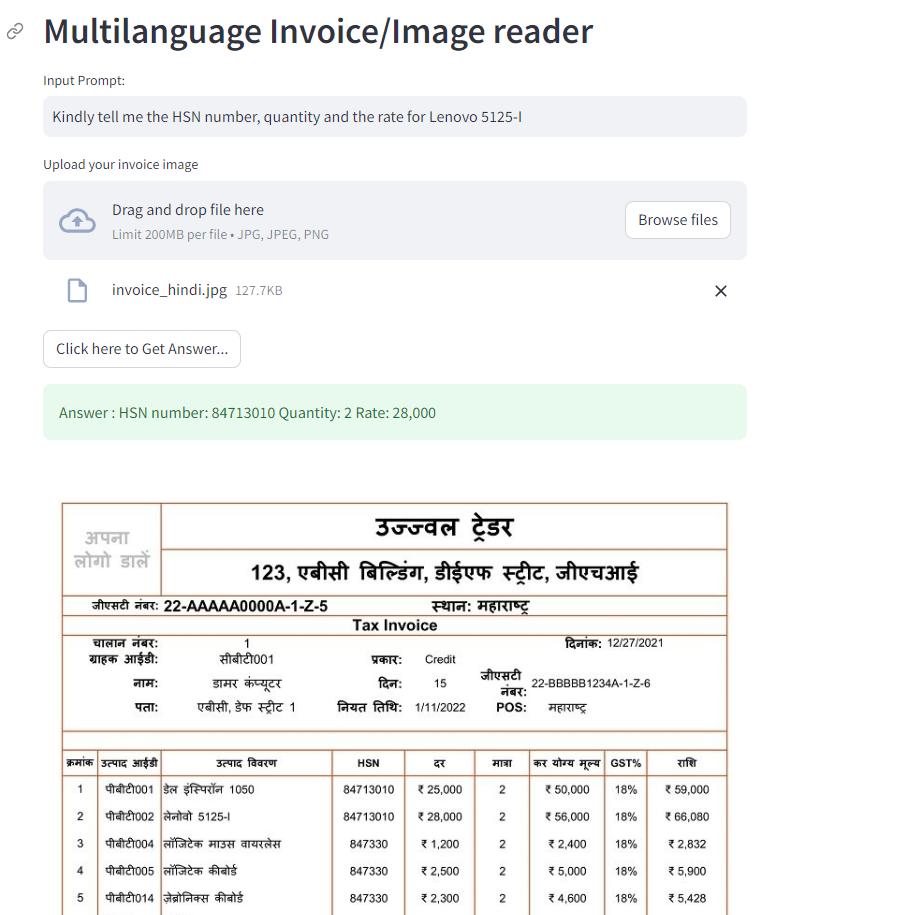 Multilanguage Invoice/Image reader
Input Prompt:
Kindly tell me the HSN number, quantity and the rate for Lenovo 5125-I
Upload your invoice image
Drag and drop file here
Limit 200MB per file • JPG, JPEG, PNG
Browse files
invoice_hindi.jpg 127.7KB
Click here to Get Answer...
Answer : HSN number: 84713010 Quantity: 2 Rate: 28,000
अपना
लोगो डालें
उज्ज्वल ट्रेडर
123, एबीसी बिल्डिंग, डीईएफ स्ट्रीट, जीएचआई
जीएसटी नंबर: 22-AAAAA0000A-1-Z-5 स्थान: महाराष्ट्र
Tax Invoice
चालान नंबर: 1 दिनांक: 12/27/2021
ग्राहक आईडी: सीबीटी001 प्रकार: Credit
नाम: डामर कंप्यूटर दिन: 15 जीएसटी नंबर: 22-BBBBB1234A-1-Z-6
पता: एबीसी, डेफ स्ट्रीट 1 नियत तिथि: 1/11/2022 POS: महाराष्ट्र
क्रमांक उत्पाद आईडी उत्पाद विवरण HSN दर मात्रा कर योग्य मूल्य GST% राशि
1 पीबीटी001 डेल इंस्पिरॉन 1050 84713010 ₹ 25,000 2 ₹ 50,000 18% ₹ 59,000
2 पीबीटी002 लेनोवो 5125-I 84713010 ₹ 28,000 2 ₹ 56,000 18% ₹ 66,080
3 पीबीटी004 लॉजिटेक माउस वायरलेस 847330 ₹ 1,200 2 ₹ 2,400 18% ₹ 2,832
4 पीबीटी005 लॉजिटेक कीबोर्ड 847330 ₹ 2,500 2 ₹ 5,000 18% ₹ 5,900
5 पीबीटी014 ज़ेब्रोनिक्स कीबोर्ड 847330 ₹ 2,300 2 ₹ 4,600 18% ₹ 5,428